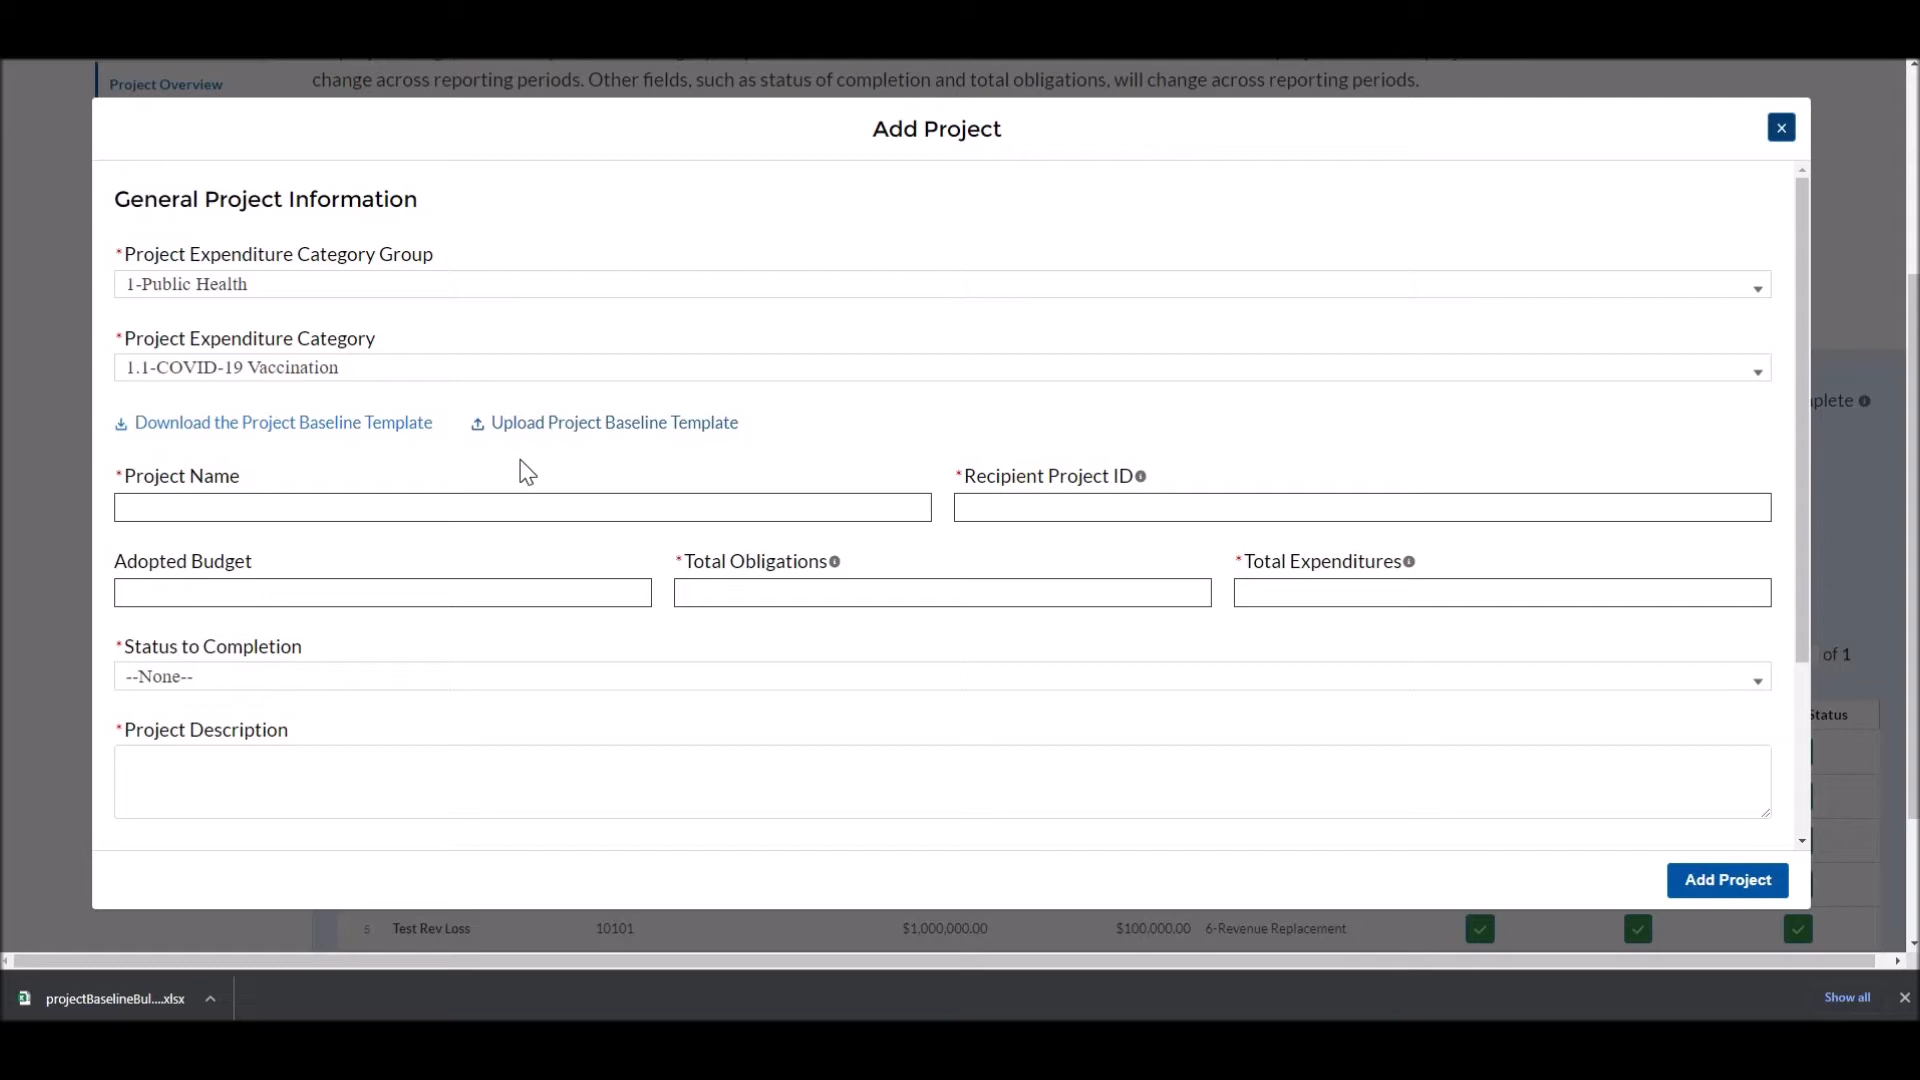 Project Overview
change across reporting periods. Other fields, such as status of completion and total obligations, will change across reporting periods.
Add Project
x
General Project Information
*Project Expenditure Category Group
1-Public Health
*Project Expenditure Category
1.1-COVID-19 Vaccination
Download the Project Baseline Template Upload Project Baseline Template
*Project Name *Recipient Project ID
Adopted Budget *Total Obligations *Total Expenditures
*Status to Completion
--None--
of 1
*Project Description
Status
Add Project
5 Test Rev Loss 10101 $1,000,000.00 $100,000.00 6-Revenue Replacement
projectBaselineBul....xlsx Show all